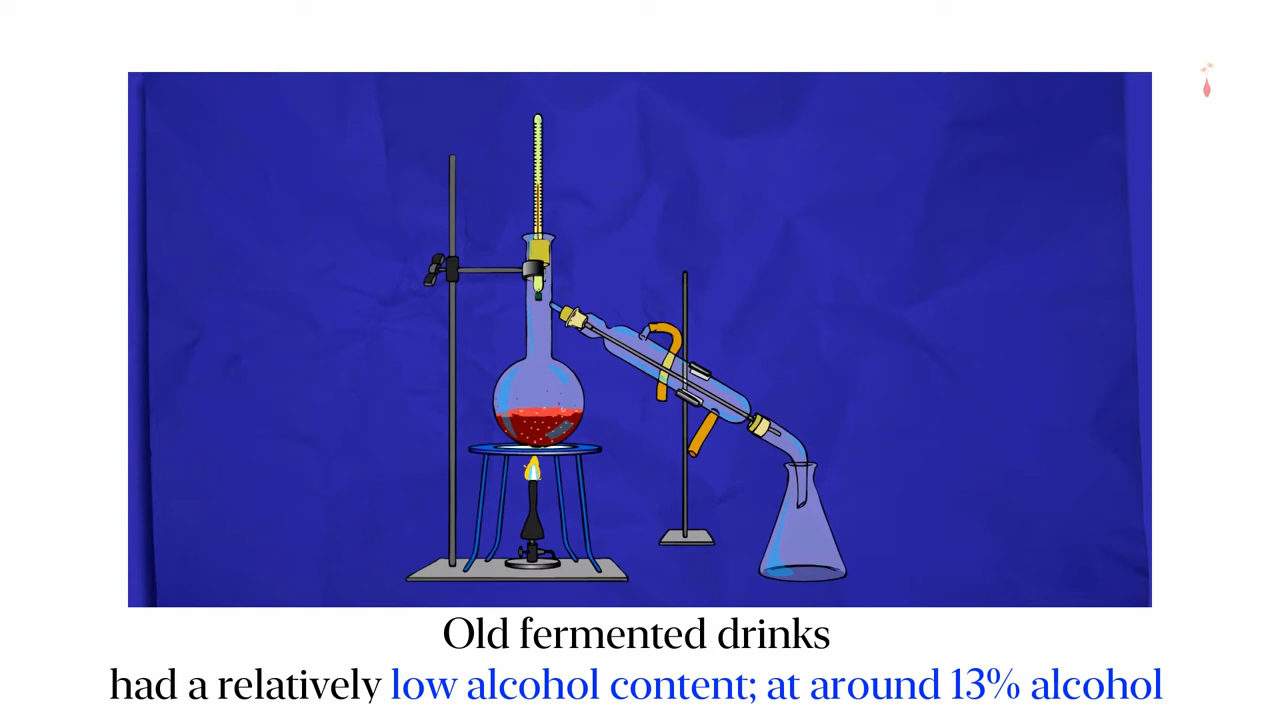 Old fermented drinks
had a relatively low alcohol content; at around 13% alcohol